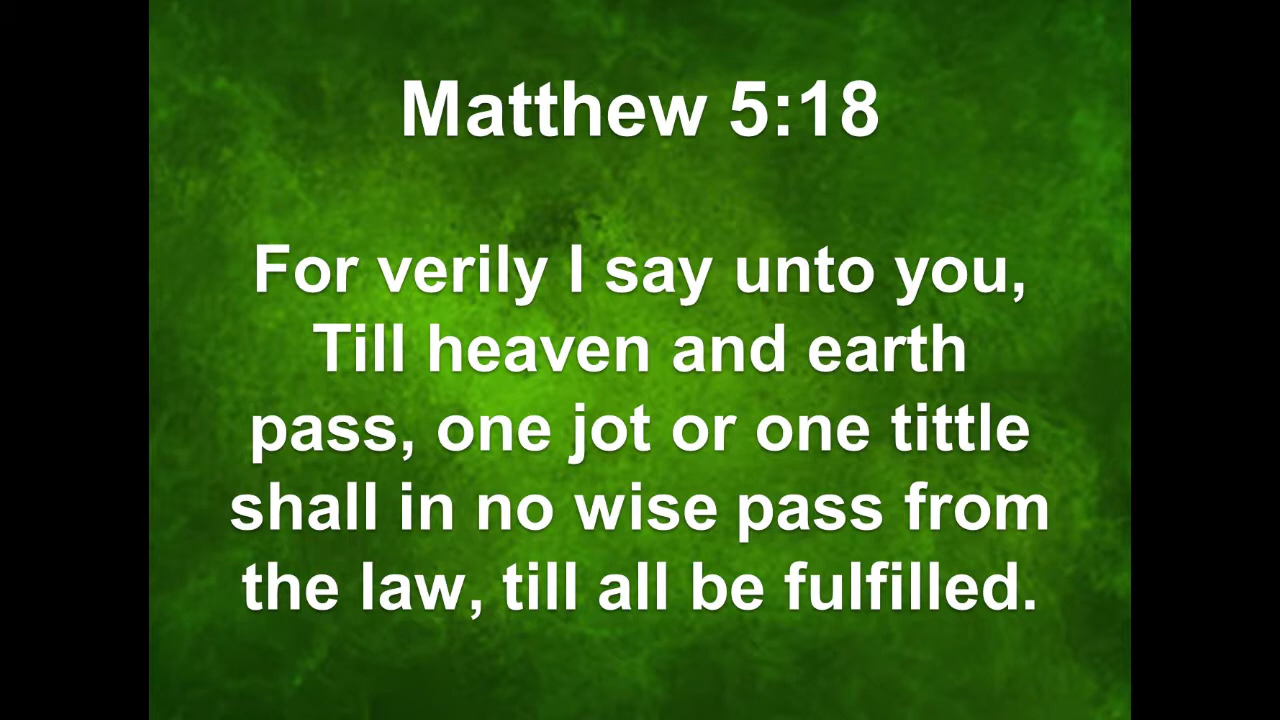 Matthew 5:18
For verily I say unto you,
Till heaven and earth
pass, one jot or one tittle
shall in no wise pass from
the law, till all be fulfilled.